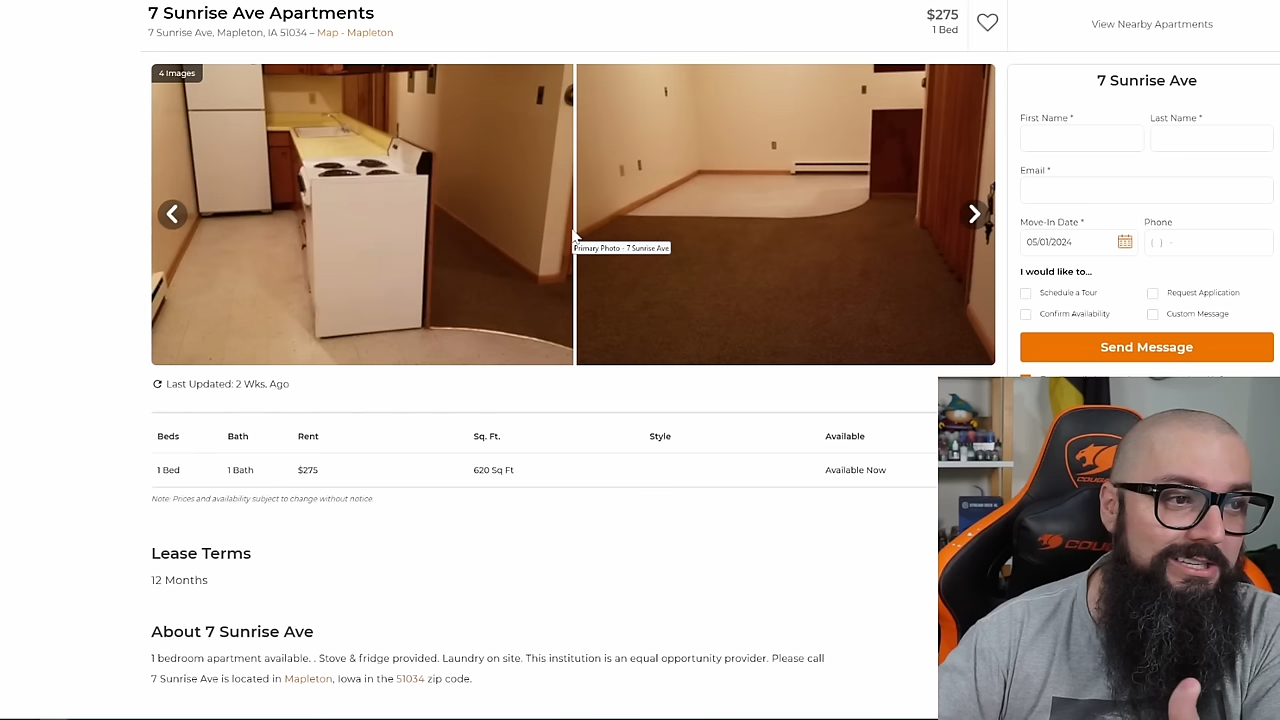 7 Sunrise Ave Apartments
7 Sunrise Ave, Mapleton, IA 51034 – Map - Mapleton
$275
1 Bed
View Nearby Apartments
4 Images
Primary Photo - 7 Sunrise Ave
7 Sunrise Ave
First Name * Last Name *
Email *
Move-In Date * Phone
05/01/2024 ( ) -
I would like to...
Schedule a Tour Request Application
Confirm Availability Custom Message
Send Message
Last Updated: 2 Wks. Ago
Beds Bath Rent Sq. Ft. Style Available
1 Bed 1 Bath $275 620 Sq Ft Available Now
Note: Prices and availability subject to change without notice.
Lease Terms
12 Months
About 7 Sunrise Ave
1 bedroom apartment available. . Stove & fridge provided. Laundry on site. This institution is an equal opportunity provider. Please call
7 Sunrise Ave is located in Mapleton, Iowa in the 51034 zip code.